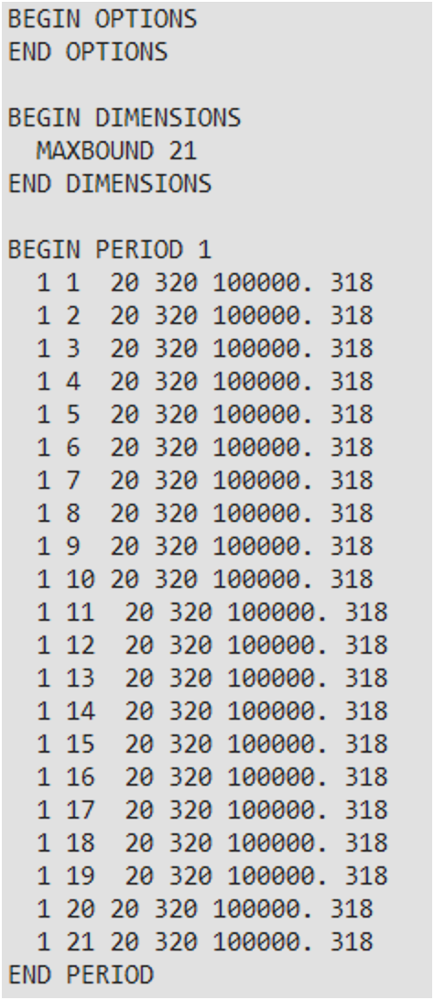 BEGIN OPTIONS
END OPTIONS

BEGIN DIMENSIONS
  MAXBOUND 21
END DIMENSIONS

BEGIN PERIOD 1
  1 1  20 320 100000. 318
  1 2  20 320 100000. 318
  1 3  20 320 100000. 318
  1 4  20 320 100000. 318
  1 5  20 320 100000. 318
  1 6  20 320 100000. 318
  1 7  20 320 100000. 318
  1 8  20 320 100000. 318
  1 9  20 320 100000. 318
  1 10 20 320 100000. 318
  1 11  20 320 100000. 318
  1 12  20 320 100000. 318
  1 13  20 320 100000. 318
  1 14  20 320 100000. 318
  1 15  20 320 100000. 318
  1 16  20 320 100000. 318
  1 17  20 320 100000. 318
  1 18  20 320 100000. 318
  1 19  20 320 100000. 318
  1 20 20 320 100000. 318
  1 21 20 320 100000. 318
END PERIOD